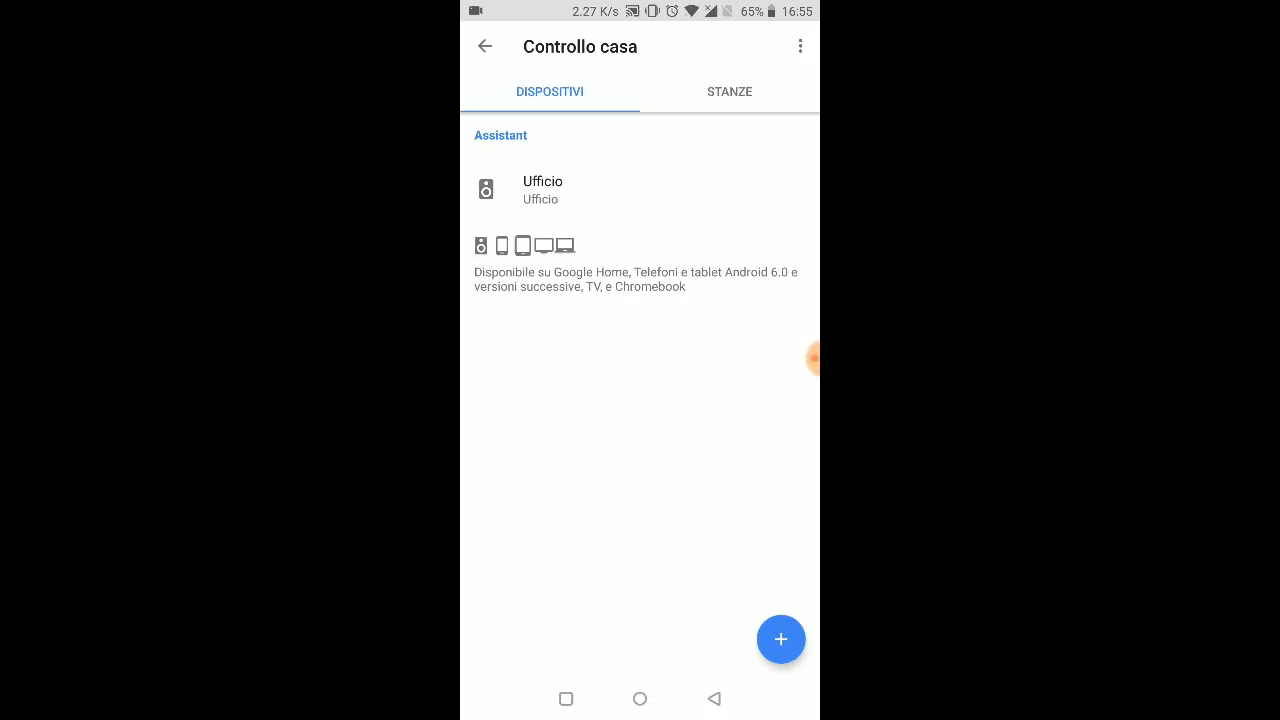 2.27 K/s 65% 16:55
Controllo casa
DISPOSITIVI STANZE
Assistant
Ufficio
Ufficio
Disponibile su Google Home, Telefoni e tablet Android 6.0 e
versioni successive, TV, e Chromebook